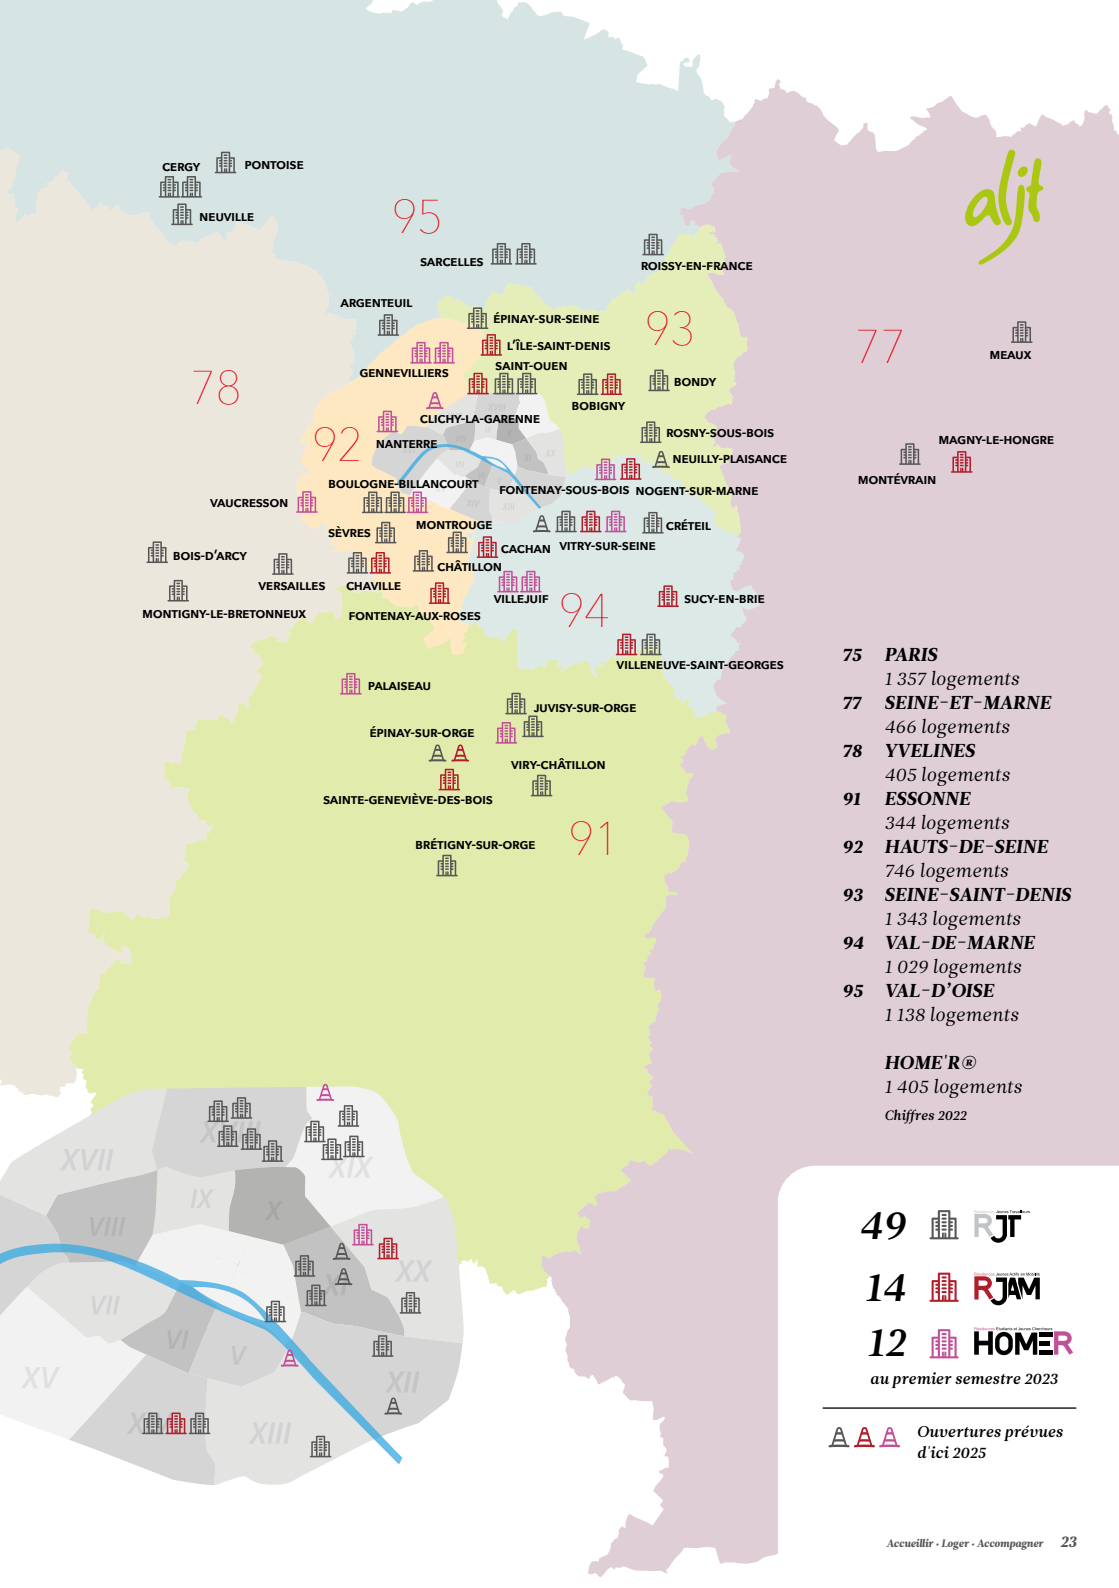 CERGY
PONTOISE
NEUVILLE
95
SARCELLES
ROISSY-EN-FRANCE
ARGENTEUIL
ÉPINAY-SUR-SEINE
93
L'ÎLE-SAINT-DENIS
SAINT-OUEN
GENNEVILLIERS
78
BONDY
BOBIGNY
CLICHY-LA-GARENNE
92
NANTERRE
ROSNY-SOUS-BOIS
NEUILLY-PLAISANCE
BOULOGNE-BILLANCOURT
FONTENAY-SOUS-BOIS
NOGENT-SUR-MARNE
VAUCRESSON
MONTROUGE
SÈVRES
CRÉTEIL
CACHAN
VITRY-SUR-SEINE
BOIS-D'ARCY
CHÂTILLON
VERSAILLES
CHAVILLE
VILLEJUIF
94
SUCY-EN-BRIE
MONTIGNY-LE-BRETONNEUX
FONTENAY-AUX-ROSES
VILLENEUVE-SAINT-GEORGES
PALAISEAU
JUVISY-SUR-ORGE
ÉPINAY-SUR-ORGE
VIRY-CHÂTILLON
SAINTE-GENEVIÈVE-DES-BOIS
91
BRÉTIGNY-SUR-ORGE
aljt
77
MEAUX
MAGNY-LE-HONGRE
MONTÉVRAIN
75 PARIS
1 357 logements
77 SEINE-ET-MARNE
466 logements
78 YVELINES
405 logements
91 ESSONNE
344 logements
92 HAUTS-DE-SEINE
746 logements
93 SEINE-SAINT-DENIS
1 343 logements
94 VAL-DE-MARNE
1 029 logements
95 VAL-D'OISE
1 138 logements
HOME'R®
1 405 logements
Chiffres 2022
XVII
XVIII
XIX
IX
X
VIII
XX
XI
VII
VI
V
XV
XII
XIII
49 RJT
14 RJAM
12 HOMER
au premier semestre 2023
Ouvertures prévues
d'ici 2025
Accueillir · Loger · Accompagner 23